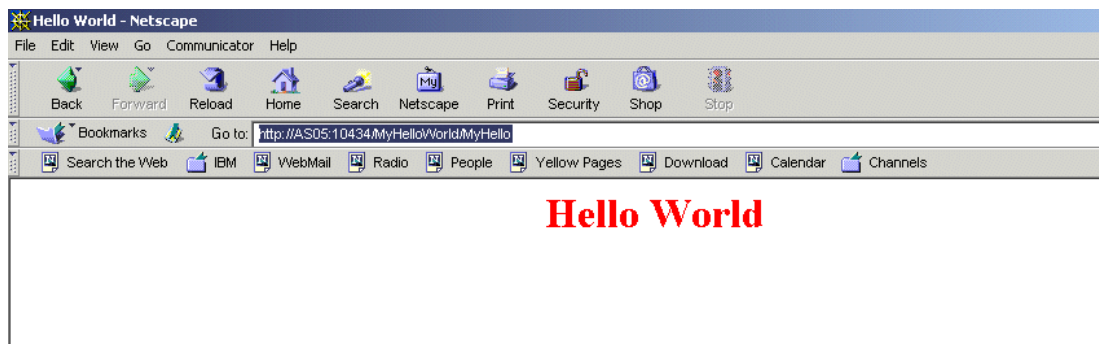 Hello World - Netscape
File Edit View Go Communicator Help
My
Back Forward Reload Home Search Netscape Print Security Shop Stop
Bookmarks Go to: http://AS05:10434/MyHelloWorld/MyHello
Search the Web IBM WebMail Radio People Yellow Pages Download Calendar Channels
Hello World